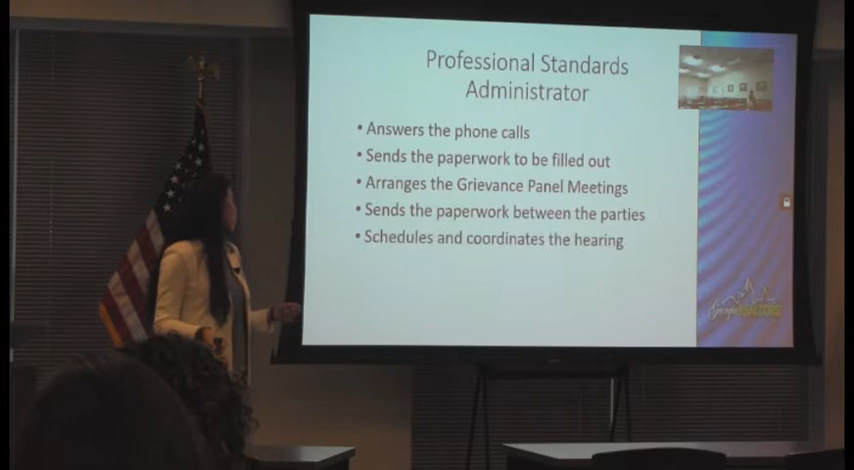 Professional Standards
Administrator
• Answers the phone calls
• Sends the paperwork to be filled out
• Arranges the Grievance Panel Meetings
• Sends the paperwork between the parties
• Schedules and coordinates the hearing
REALTORS